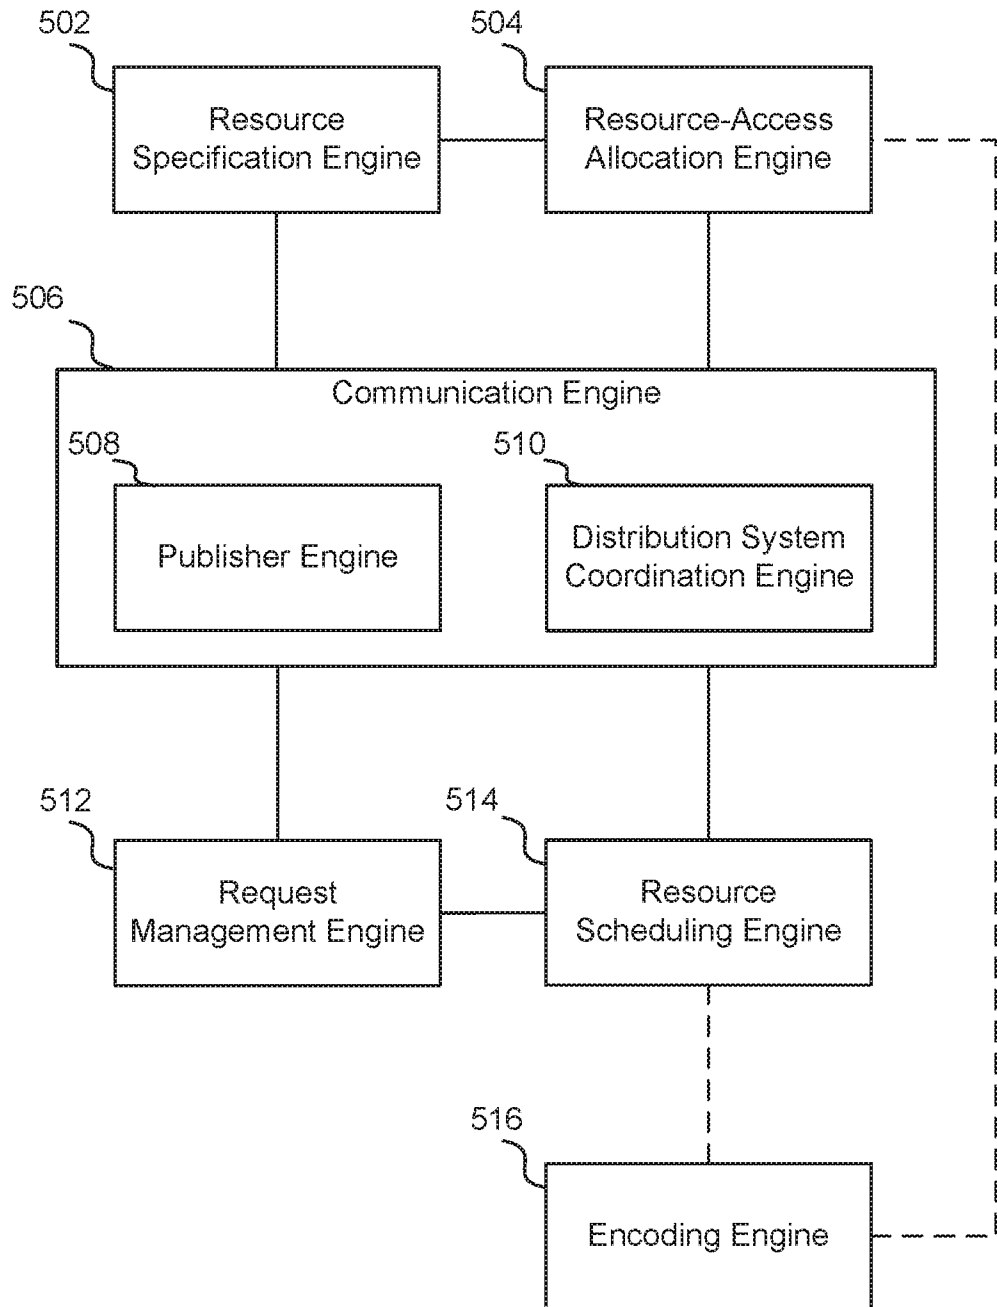 502
504
Resource
Specification Engine
Resource-Access
Allocation Engine
506
Communication Engine
508
510
Publisher Engine
Distribution System
Coordination Engine
512
514
Request
Management Engine
Resource
Scheduling Engine
516
Encoding Engine